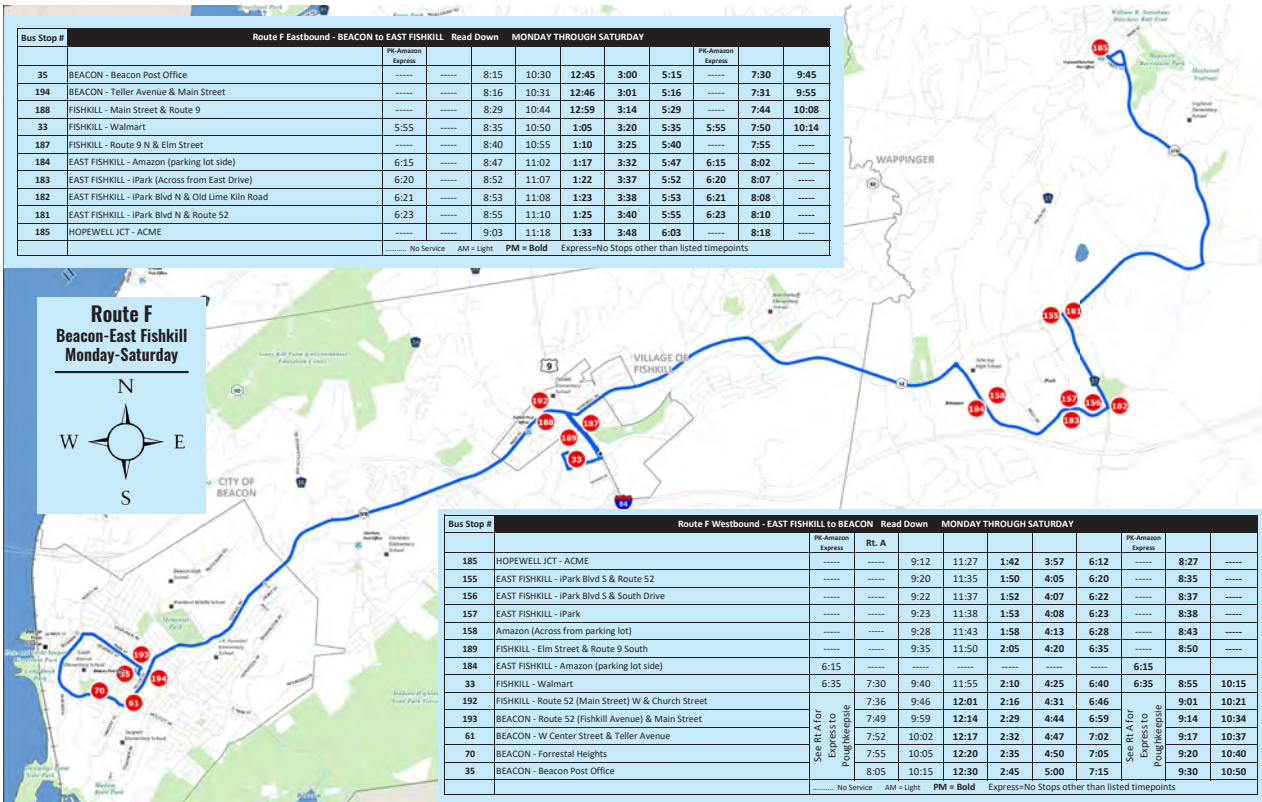 Bus Stop # Route F Eastbound - BEACON to EAST FISHKILL Read Down MONDAY THROUGH SATURDAY
PK-Amazon Express PK-Amazon Express
35 BEACON - Beacon Post Office ----- ----- 8:15 10:30 12:45 3:00 5:15 ----- 7:30 9:45
194 BEACON - Teller Avenue & Main Street ----- ----- 8:16 10:31 12:46 3:01 5:16 ----- 7:31 9:55
188 FISHKILL - Main Street & Route 9 ----- ----- 8:29 10:44 12:59 3:14 5:29 ----- 7:44 10:08
33 FISHKILL - Walmart 5:55 ----- 8:35 10:50 1:05 3:20 5:35 5:55 7:50 10:14
187 FISHKILL - Route 9 N & Elm Street ----- ----- 8:40 10:55 1:10 3:25 5:40 ----- 7:55 -----
184 EAST FISHKILL - Amazon (parking lot side) 6:15 ----- 8:47 11:02 1:17 3:32 5:47 6:15 8:02 -----
183 EAST FISHKILL - iPark (Across from East Drive) 6:20 ----- 8:52 11:07 1:22 3:37 5:52 6:20 8:07 -----
182 EAST FISHKILL - iPark Blvd N & Old Lime Kiln Road 6:21 ----- 8:53 11:08 1:23 3:38 5:53 6:21 8:08 -----
181 EAST FISHKILL - iPark Blvd N & Route 52 6:23 ----- 8:55 11:10 1:25 3:40 5:55 6:23 8:10 -----
185 HOPEWELL JCT - ACME ----- ----- 9:03 11:18 1:33 3:48 6:03 ----- 8:18 -----
........... No Service AM = Light PM = Bold Express=No Stops other than listed timepoints
185
WAPPINGER
Route F
Beacon-East Fishkill
Monday-Saturday
N
W E
S
155 181
9
VILLAGE OF
FISHKILL
192
188 187
189
33
84
Amazon
iPark
158
184
157 156 182
183
CITY OF
BEACON
193
35 194
70
61
Bus Stop # Route F Westbound - EAST FISHKILL to BEACON Read Down MONDAY THROUGH SATURDAY
PK-Amazon Express Rt. A PK-Amazon Express
185 HOPEWELL JCT - ACME ----- ----- 9:12 11:27 1:42 3:57 6:12 ----- 8:27 -----
155 EAST FISHKILL - iPark Blvd S & Route 52 ----- ----- 9:20 11:35 1:50 4:05 6:20 ----- 8:35 -----
156 EAST FISHKILL - iPark Blvd S & South Drive ----- ----- 9:22 11:37 1:52 4:07 6:22 ----- 8:37 -----
157 EAST FISHKILL - iPark ----- ----- 9:23 11:38 1:53 4:08 6:23 ----- 8:38 -----
158 Amazon (Across from parking lot) ----- ----- 9:28 11:43 1:58 4:13 6:28 ----- 8:43 -----
189 FISHKILL - Elm Street & Route 9 South ----- ----- 9:35 11:50 2:05 4:20 6:35 ----- 8:50 -----
184 EAST FISHKILL - Amazon (parking lot side) 6:15 ----- ----- ----- ----- ----- ----- 6:15
33 FISHKILL - Walmart 6:35 7:30 9:40 11:55 2:10 4:25 6:40 6:35 8:55 10:15
192 FISHKILL - Route 52 (Main Street) W & Church Street 7:36 9:46 12:01 2:16 4:31 6:46 9:01 10:21
193 BEACON - Route 52 (Fishkill Avenue) & Main Street 7:49 9:59 12:14 2:29 4:44 6:59 9:14 10:34
61 BEACON - W Center Street & Teller Avenue 7:52 10:02 12:17 2:32 4:47 7:02 9:17 10:37
70 BEACON - Forrestal Heights 7:55 10:05 12:20 2:35 4:50 7:05 9:20 10:40
35 BEACON - Beacon Post Office 8:05 10:15 12:30 2:45 5:00 7:15 9:30 10:50
See Rt A for Express to Poughkeepsie
See Rt A for Express to Poughkeepsie
........... No Service AM = Light PM = Bold Express=No Stops other than listed timepoints